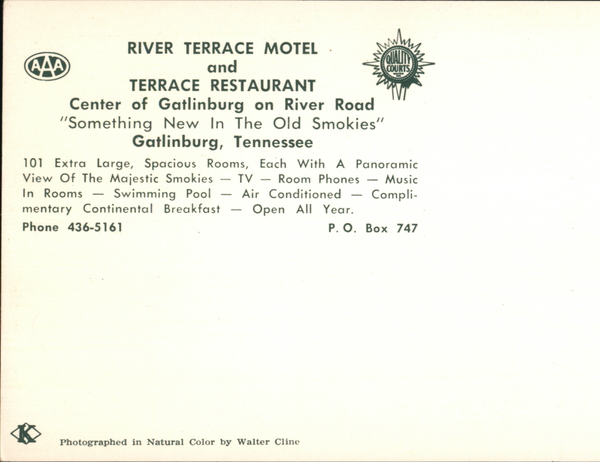 RIVER TERRACE MOTEL
and
TERRACE RESTAURANT
Center of Gatlinburg on River Road
"Something New In The Old Smokies"
Gatlinburg, Tennessee
AAA
QUALITY
COURTS
101 Extra Large, Spacious Rooms, Each With A Panoramic
View Of The Majestic Smokies — TV — Room Phones — Music
In Rooms — Swimming Pool — Air Conditioned — Compli-
mentary Continental Breakfast — Open All Year.
Phone 436-5161 P. O. Box 747
K
Photographed in Natural Color by Walter Cline